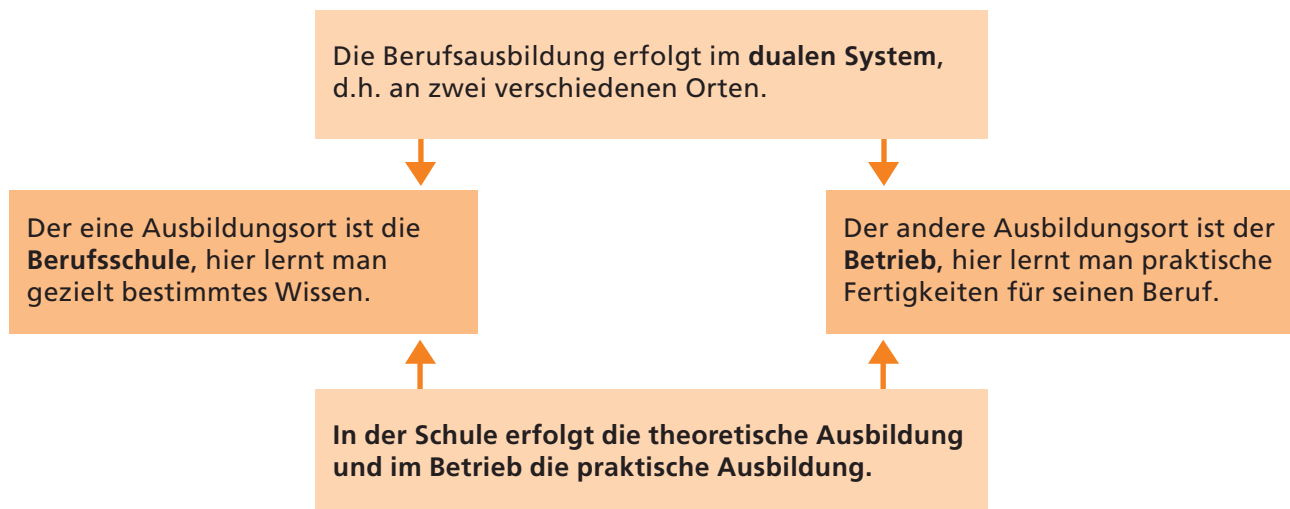 Die Berufsausbildung erfolgt im dualen System,
d.h. an zwei verschiedenen Orten.
Der eine Ausbildungsort ist die
Berufsschule, hier lernt man
gezielt bestimmtes Wissen.
Der andere Ausbildungsort ist der
Betrieb, hier lernt man praktische
Fertigkeiten für seinen Beruf.
In der Schule erfolgt die theoretische Ausbildung
und im Betrieb die praktische Ausbildung.